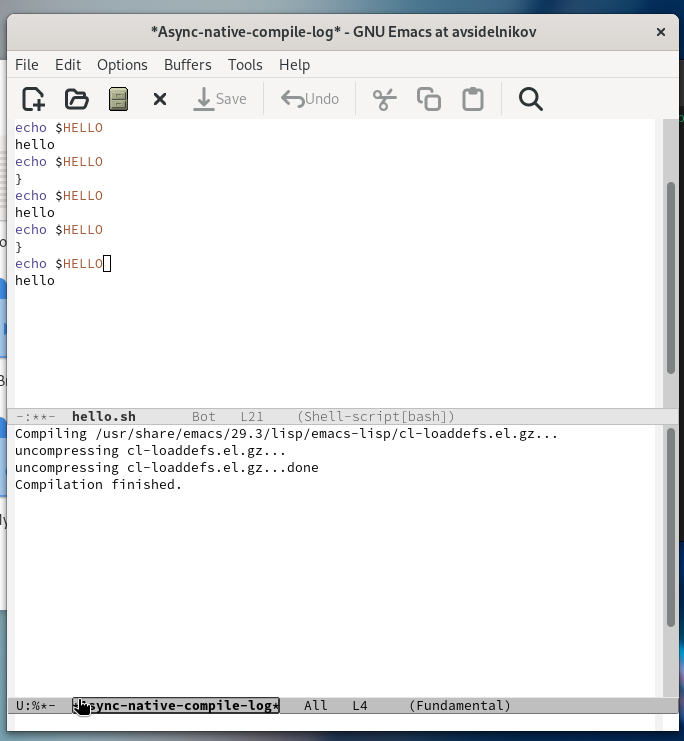 *Async-native-compile-log* - GNU Emacs at avsidelnikov
File Edit Options Buffers Tools Help
Save Undo
echo $HELLO
hello
echo $HELLO
}
echo $HELLO
hello
echo $HELLO
}
echo $HELLO
hello
-:**- hello.sh Bot L21 (Shell-script[bash])
Compiling /usr/share/emacs/29.3/lisp/emacs-lisp/cl-loaddefs.el.gz...
uncompressing cl-loaddefs.el.gz...
uncompressing cl-loaddefs.el.gz...done
Compilation finished.
U:%*- *Async-native-compile-log* All L4 (Fundamental)